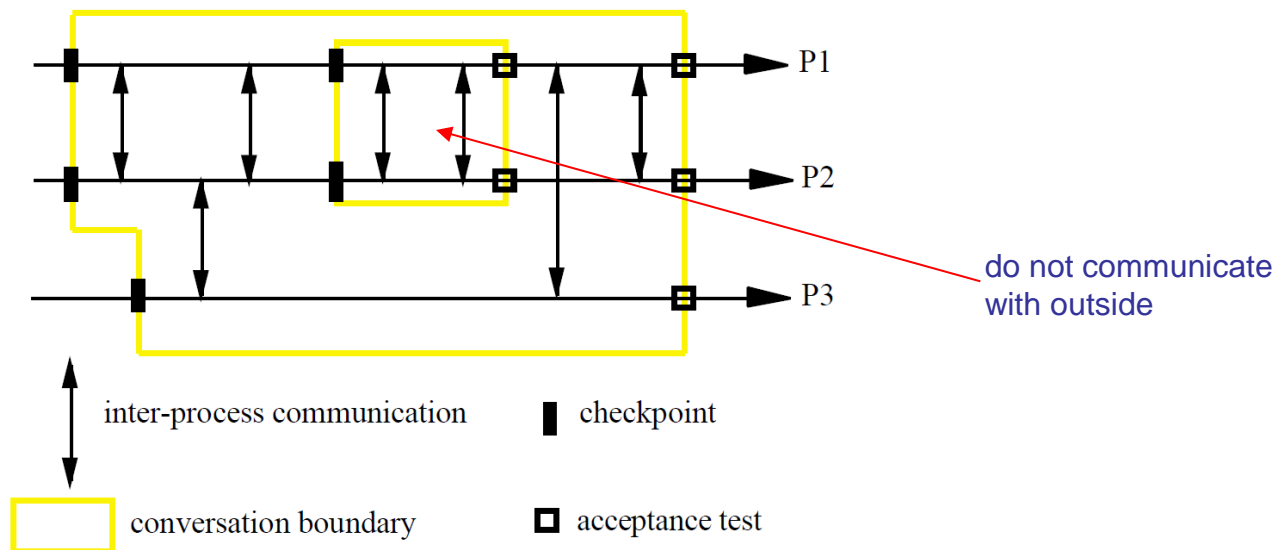 P1
P2
do not communicate
with outside
P3
inter-process communication
checkpoint
conversation boundary
acceptance test